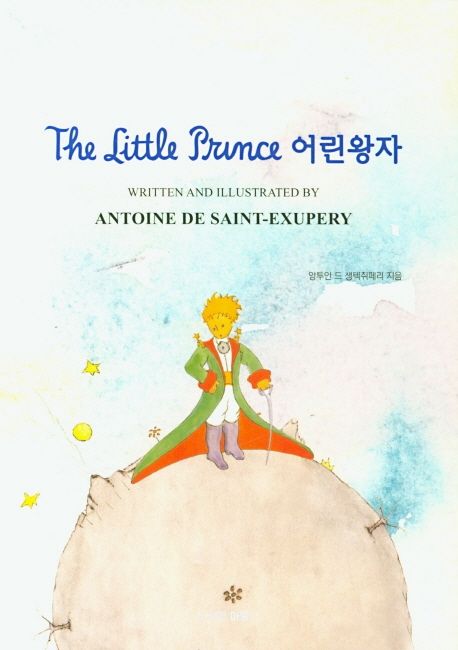 The Little Prince 어린왕자
WRITTEN AND ILLUSTRATED BY
ANTOINE DE SAINT-EXUPERY
앙투안 드 생텍쥐페리 지음